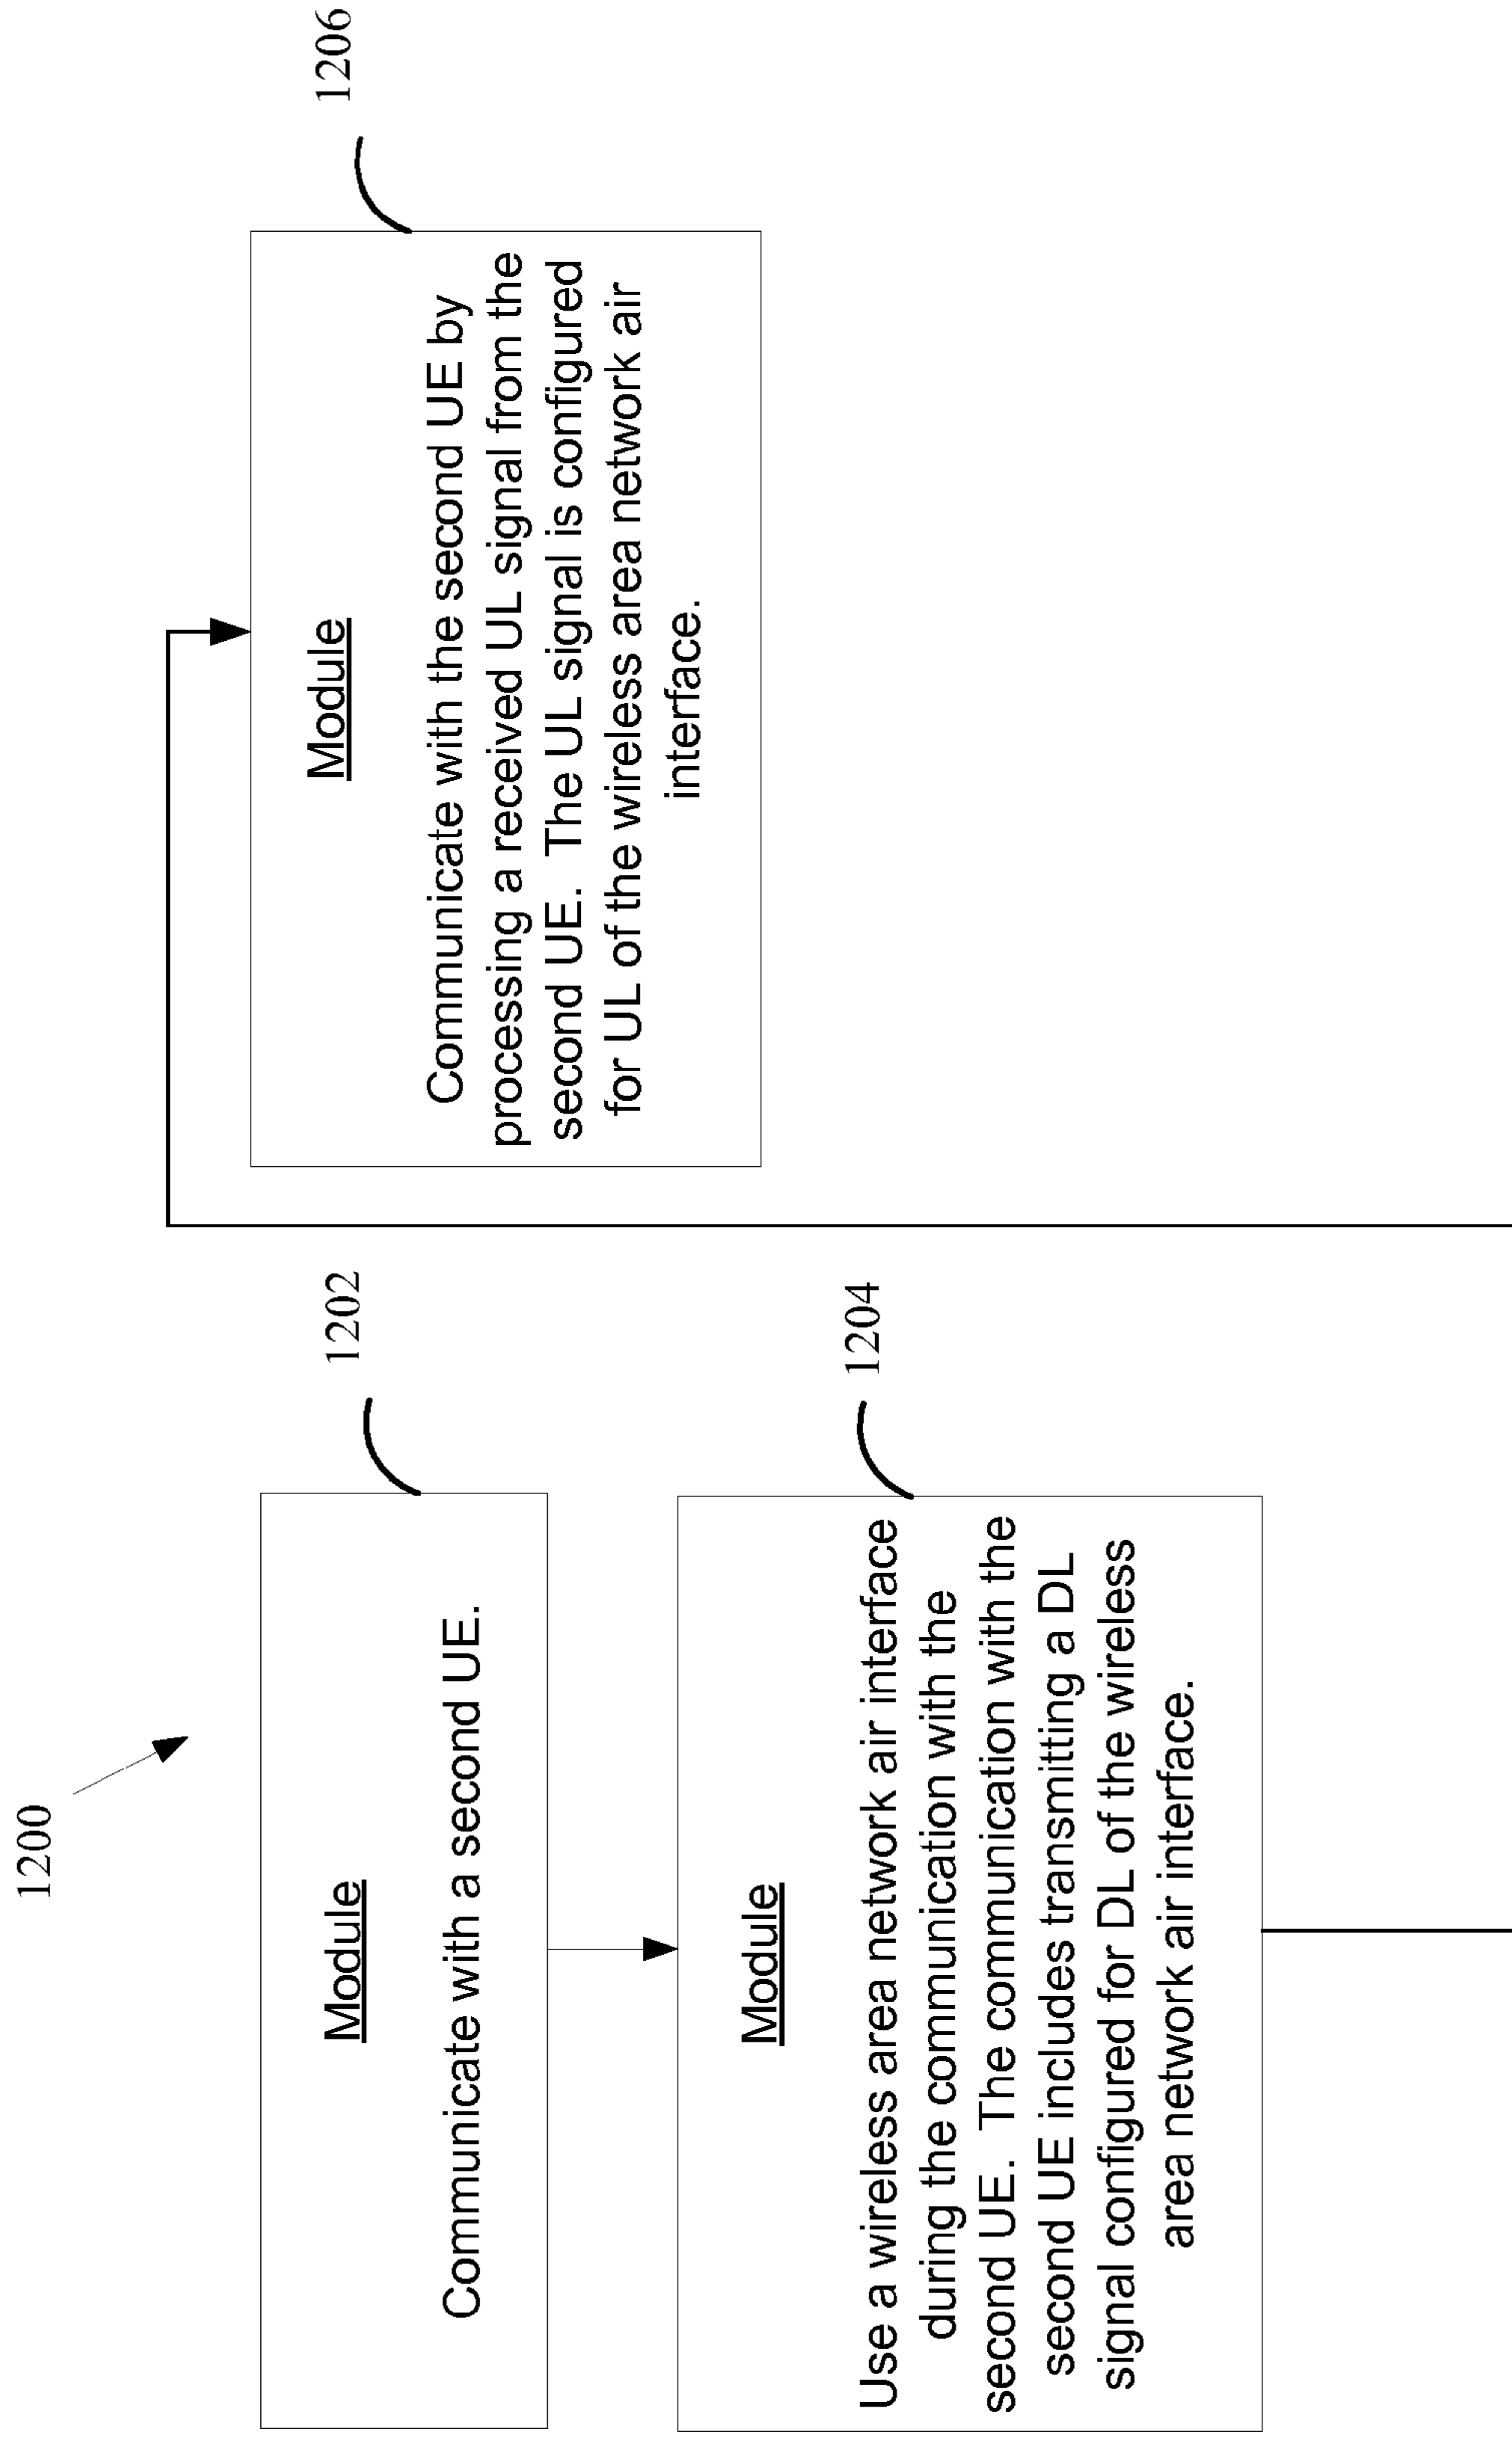 1200
1202
Module
Communicate with a second UE.
1204
Module
Use a wireless area network air interface
during the communication with the
second UE. The communication with the
second UE includes transmitting a DL
signal configured for DL of the wireless
area network air interface.
1206
Module
Communicate with the second UE by
processing a received UL signal from the
second UE. The UL signal is configured
for UL of the wireless area network air
interface.